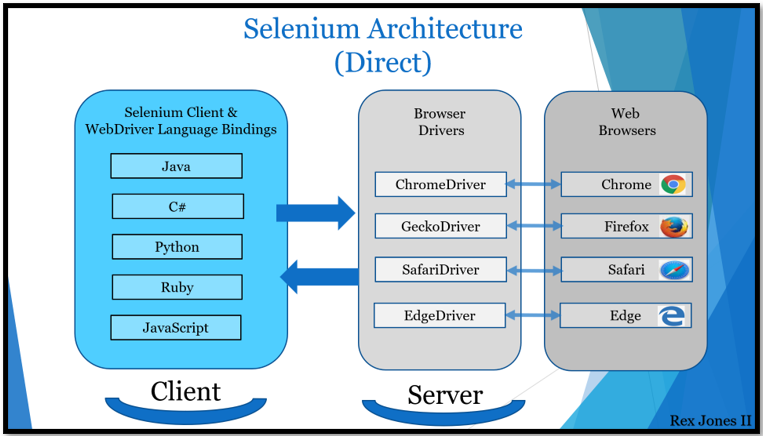 Selenium Architecture
(Direct)
Selenium Client &
WebDriver Language Bindings
Java
C#
Python
Ruby
JavaScript
Client
Browser
Drivers
ChromeDriver
GeckoDriver
SafariDriver
EdgeDriver
Server
Web
Browsers
Chrome
Firefox
Safari
Edge
Rex Jones II